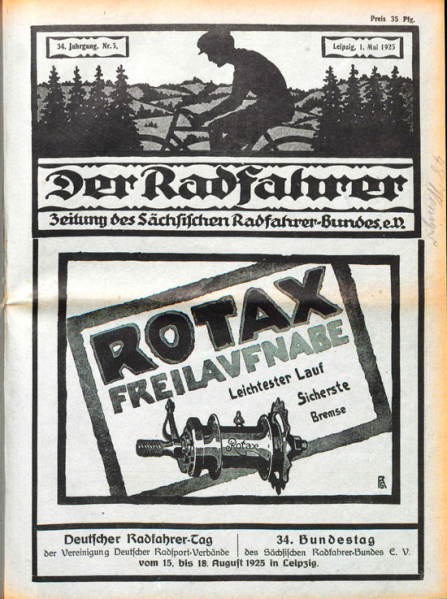 Preis 35 Pfg.
34. Jahrgang. Nr. 5,
Leipzig, 1. Mai 1925
Der Radfahrer
Zeitung des Sächsischen Radfahrer-Bundes, e.V.
ROTAX
FREILAUFNABE
Leichtester Lauf
Sicherste
Bremse
Rotax
Deutscher Radfahrer-Tag
der Vereinigung Deutscher Radsport-Verbände
34. Bundestag
des Sächsischen Radfahrer-Bundes E. V.
vom 15. bis 18. August 1925 in Leipzig.